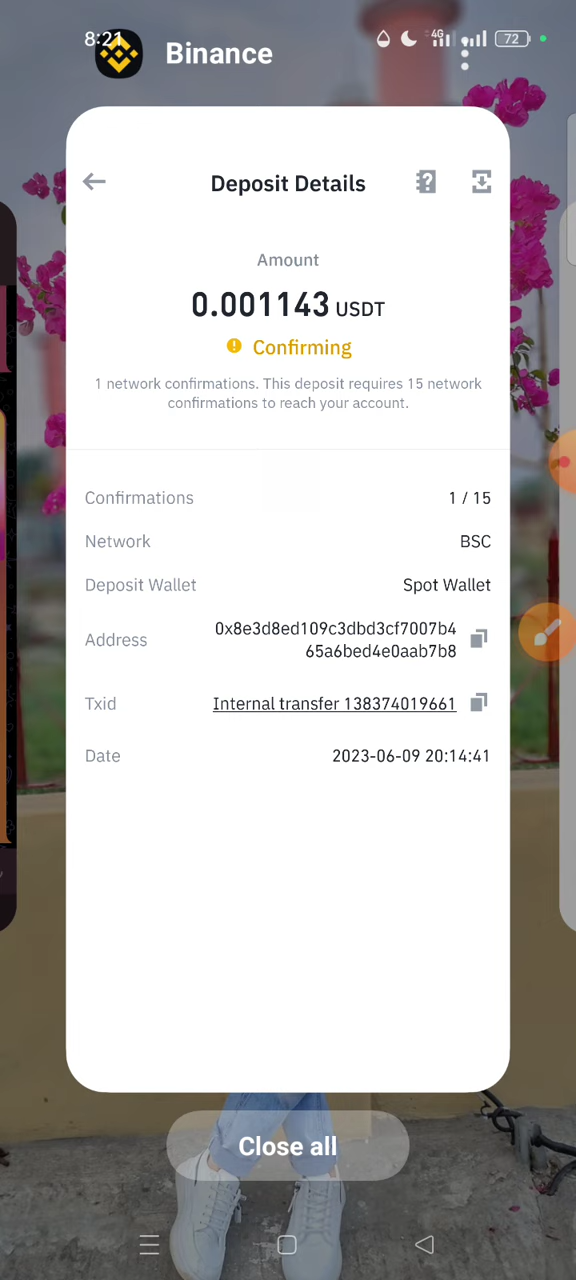 8:21
4G
72
Binance
Deposit Details
Amount
0.001143 USDT
Confirming
1 network confirmations. This deposit requires 15 network
confirmations to reach your account.
Confirmations 1 / 15
Network BSC
Deposit Wallet Spot Wallet
Address 0x8e3d8ed109c3dbd3cf7007b4
65a6bed4e0aab7b8
Txid Internal transfer 138374019661
Date 2023-06-09 20:14:41
Close all